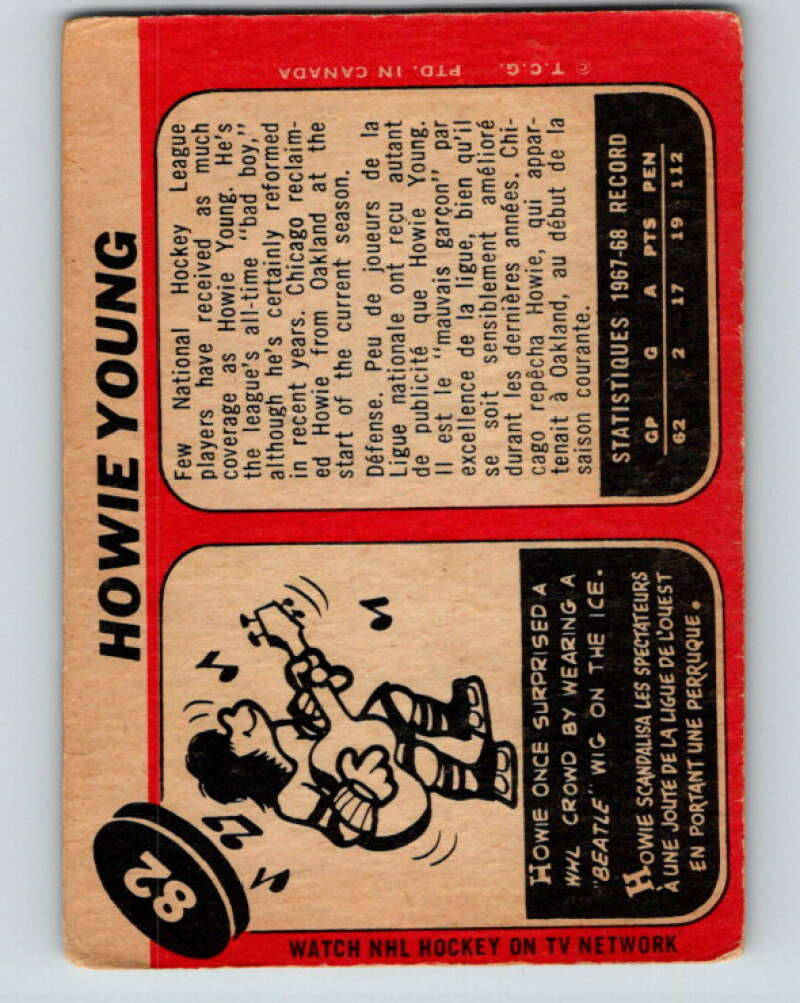 82
HOWIE YOUNG
WATCH NHL HOCKEY ON TV NETWORK
HOWIE ONCE SURPRISED A
WHL CROWD BY WEARING A
"BEATLE" WIG ON THE ICE.
HOWIE SCANDALISA LES SPECTATEURS
À UNE JOUTE DE LA LIGUE DE L'OUEST
EN PORTANT UNE PERRUQUE.
Few National Hockey League
players have received as much
coverage as Howie Young. He's
the league's all-time "bad boy,"
although he's certainly reformed
in recent years. Chicago reclaim-
ed Howie from Oakland at the
start of the current season.
Défense. Peu de joueurs de la
Ligue nationale ont reçu autant
de publicité que Howie Young.
Il est le "mauvais garçon" par
excellence de la ligue, bien qu'il
se soit sensiblement amélioré
durant les dernières années. Chi-
cago repêcha Howie, qui appar-
tenait à Oakland, au début de la
saison courante.
STATISTIQUES 1967-68 RECORD
GP G A PTS PEN
62 2 17 19 112
© T.C.G. PTD. IN CANADA